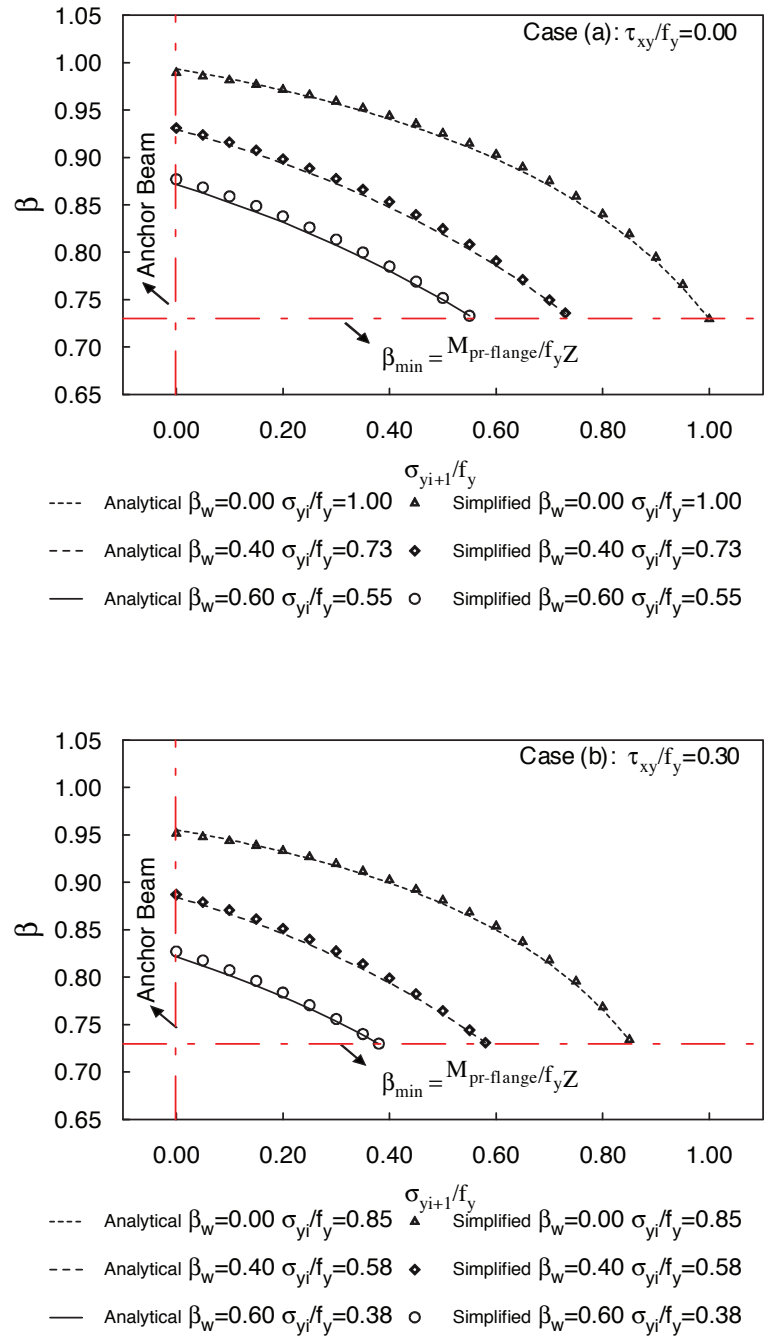 Case (a): τxy/fy=0.00
1.05
1.00
0.95
0.90
0.85
0.80
0.75
0.70
0.65
β
Anchor Beam
βmin = Mpr-flange/fyZ
0.00 0.20 0.40 0.60 0.80 1.00
σyi+1/fy
Analytical βw=0.00 σyi/fy=1.00 Simplified βw=0.00 σyi/fy=1.00
Analytical βw=0.40 σyi/fy=0.73 Simplified βw=0.40 σyi/fy=0.73
Analytical βw=0.60 σyi/fy=0.55 Simplified βw=0.60 σyi/fy=0.55
Case (b): τxy/fy=0.30
1.05
1.00
0.95
0.90
0.85
0.80
0.75
0.70
0.65
β
Anchor Beam
βmin = Mpr-flange/fyZ
0.00 0.20 0.40 0.60 0.80 1.00
σyi+1/fy
Analytical βw=0.00 σyi/fy=0.85 Simplified βw=0.00 σyi/fy=0.85
Analytical βw=0.40 σyi/fy=0.58 Simplified βw=0.40 σyi/fy=0.58
Analytical βw=0.60 σyi/fy=0.38 Simplified βw=0.60 σyi/fy=0.38